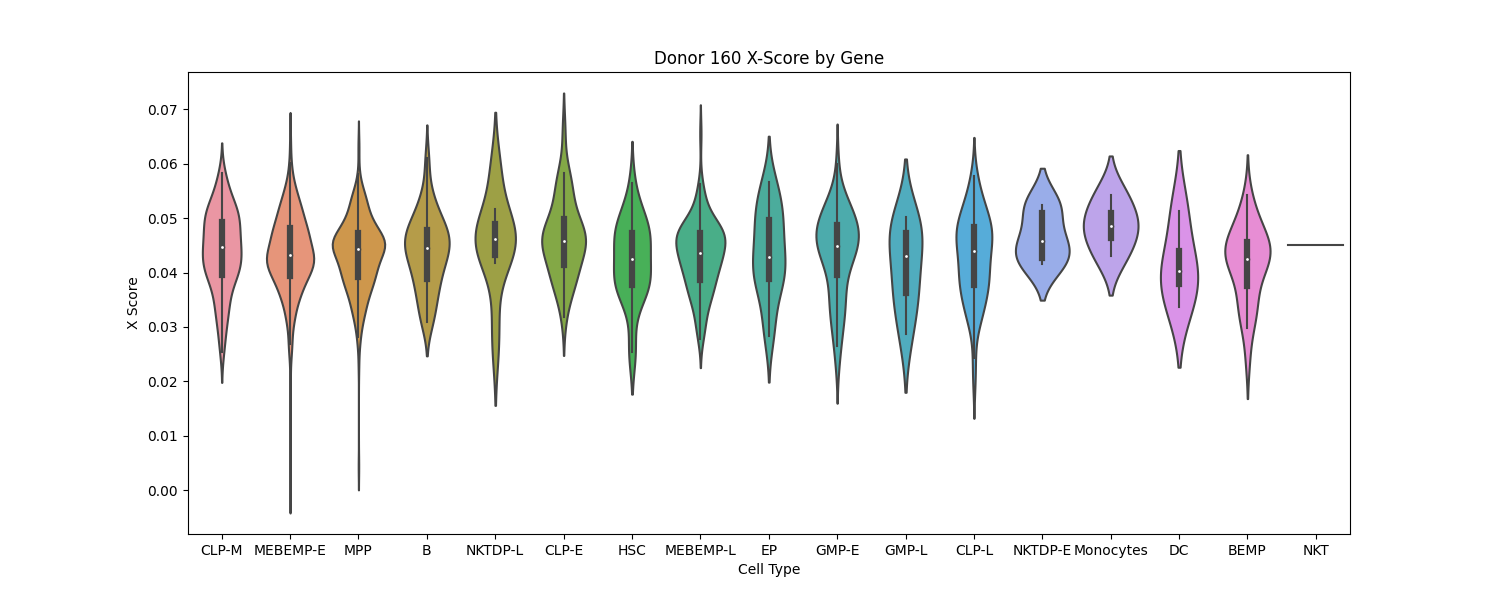 Donor 160 X-Score by Gene
X Score
0.07
0.06
0.05
0.04
0.03
0.02
0.01
0.00
CLP-M MEBEMP-E MPP B NKTDP-L CLP-E HSC MEBEMP-L EP GMP-E GMP-L CLP-L NKTDP-E Monocytes DC BEMP NKT
Cell Type